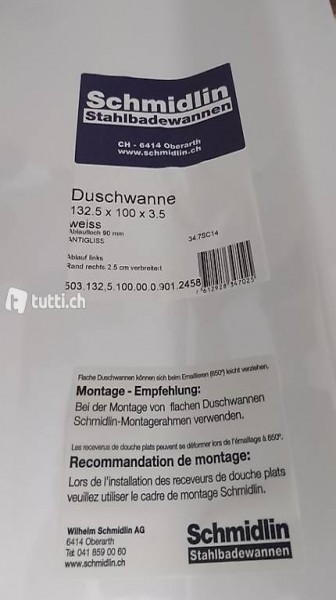 Schmidlin
Stahlbadewannen
CH - 6414 Oberarth
www.schmidlin.ch
Duschwanne
132.5 x 100 x 3.5
weiss
Ablaufloch 90 mm
ANTIGLISS
34.7SC14
Ablauf links
Rand rechts 2.5 cm verbreitert
503.132,5.100.00.0.901.2458
7612928347023
tutti.ch
Flache Duschwannen können sich beim Emaillieren (850°) leicht verziehen.
Montage - Empfehlung:
Bei der Montage von flachen Duschwannen
Schmidlin-Montagerahmen verwenden.
Les receverus de douche plats peuvent se déformer lors de l'émaillage à 850°.
Recommandation de montage:
Lors de l'installation des receveurs de douche plats
veuillez utiliser le cadre de montage Schmidlin.
Wilhelm Schmidlin AG
6414 Oberarth
Tel 041 859 00 60
www.schmidlin.ch
Schmidlin
Stahlbadewannen